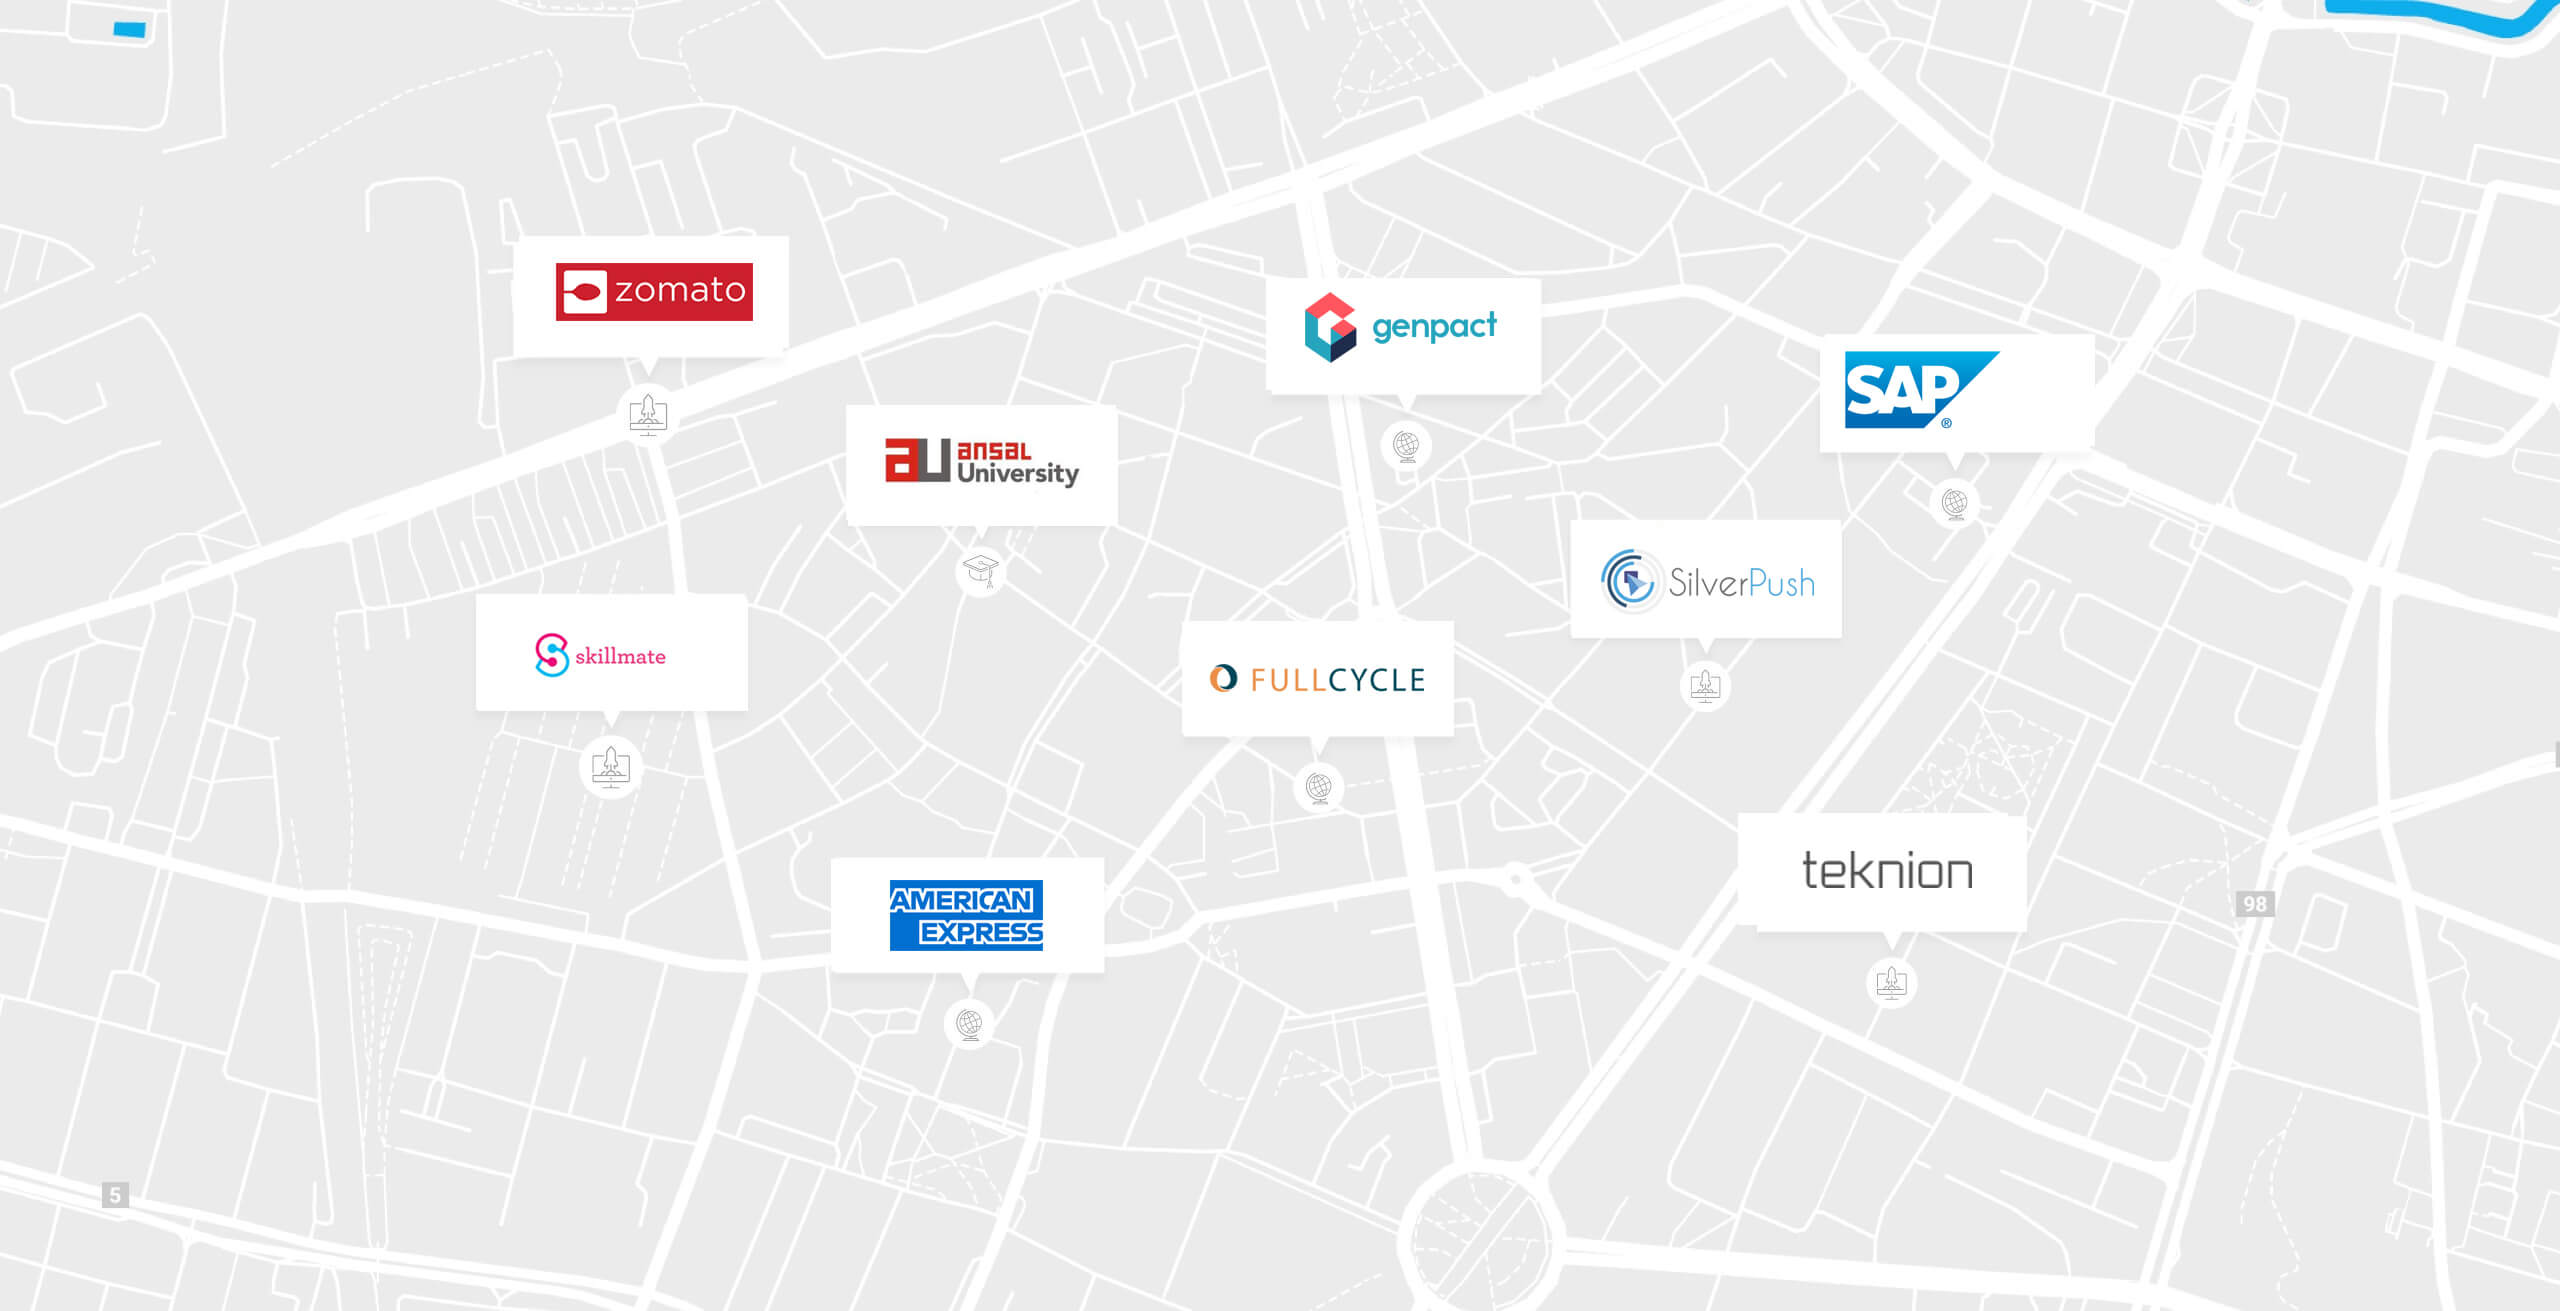 zomato
genpact
SAP
®
ansal
University
SilverPush
skillmate
FULLCYCLE
teknion
AMERICAN
EXPRESS
98
5